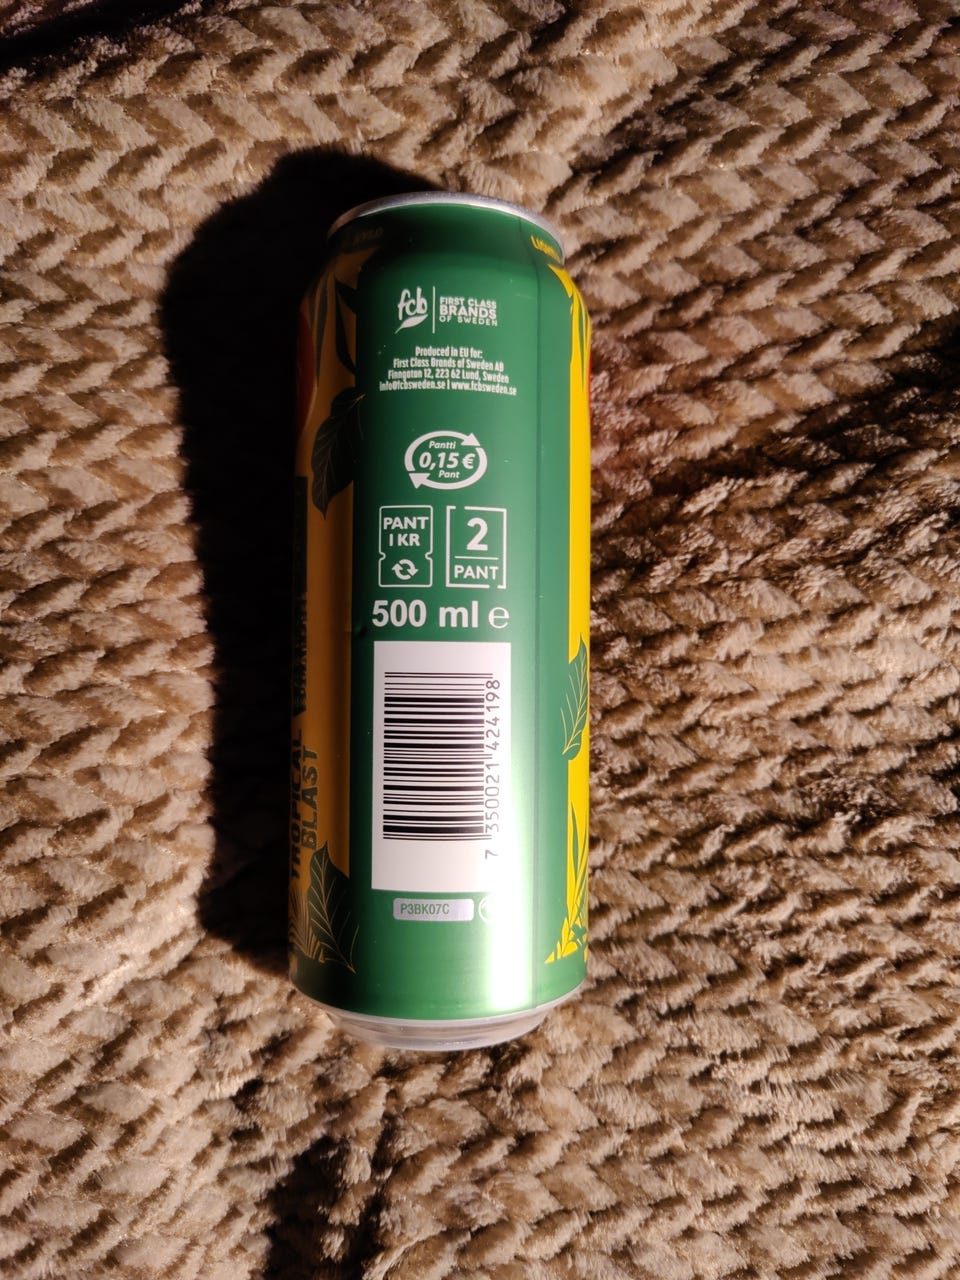 fcb
FIRST CLASS
BRANDS
OF SWEDEN
Produced in EU for:
First Class Brands of Sweden AB
Finngatan 12, 223 62 Lund, Sweden
info@fcbsweden.se | www.fcbsweden.se
Pantti
0,15 €
Pant
PANT
1 KR
2
PANT
500 ml e
7 350021 424198
P3BK07C
TROPICAL
BLAST